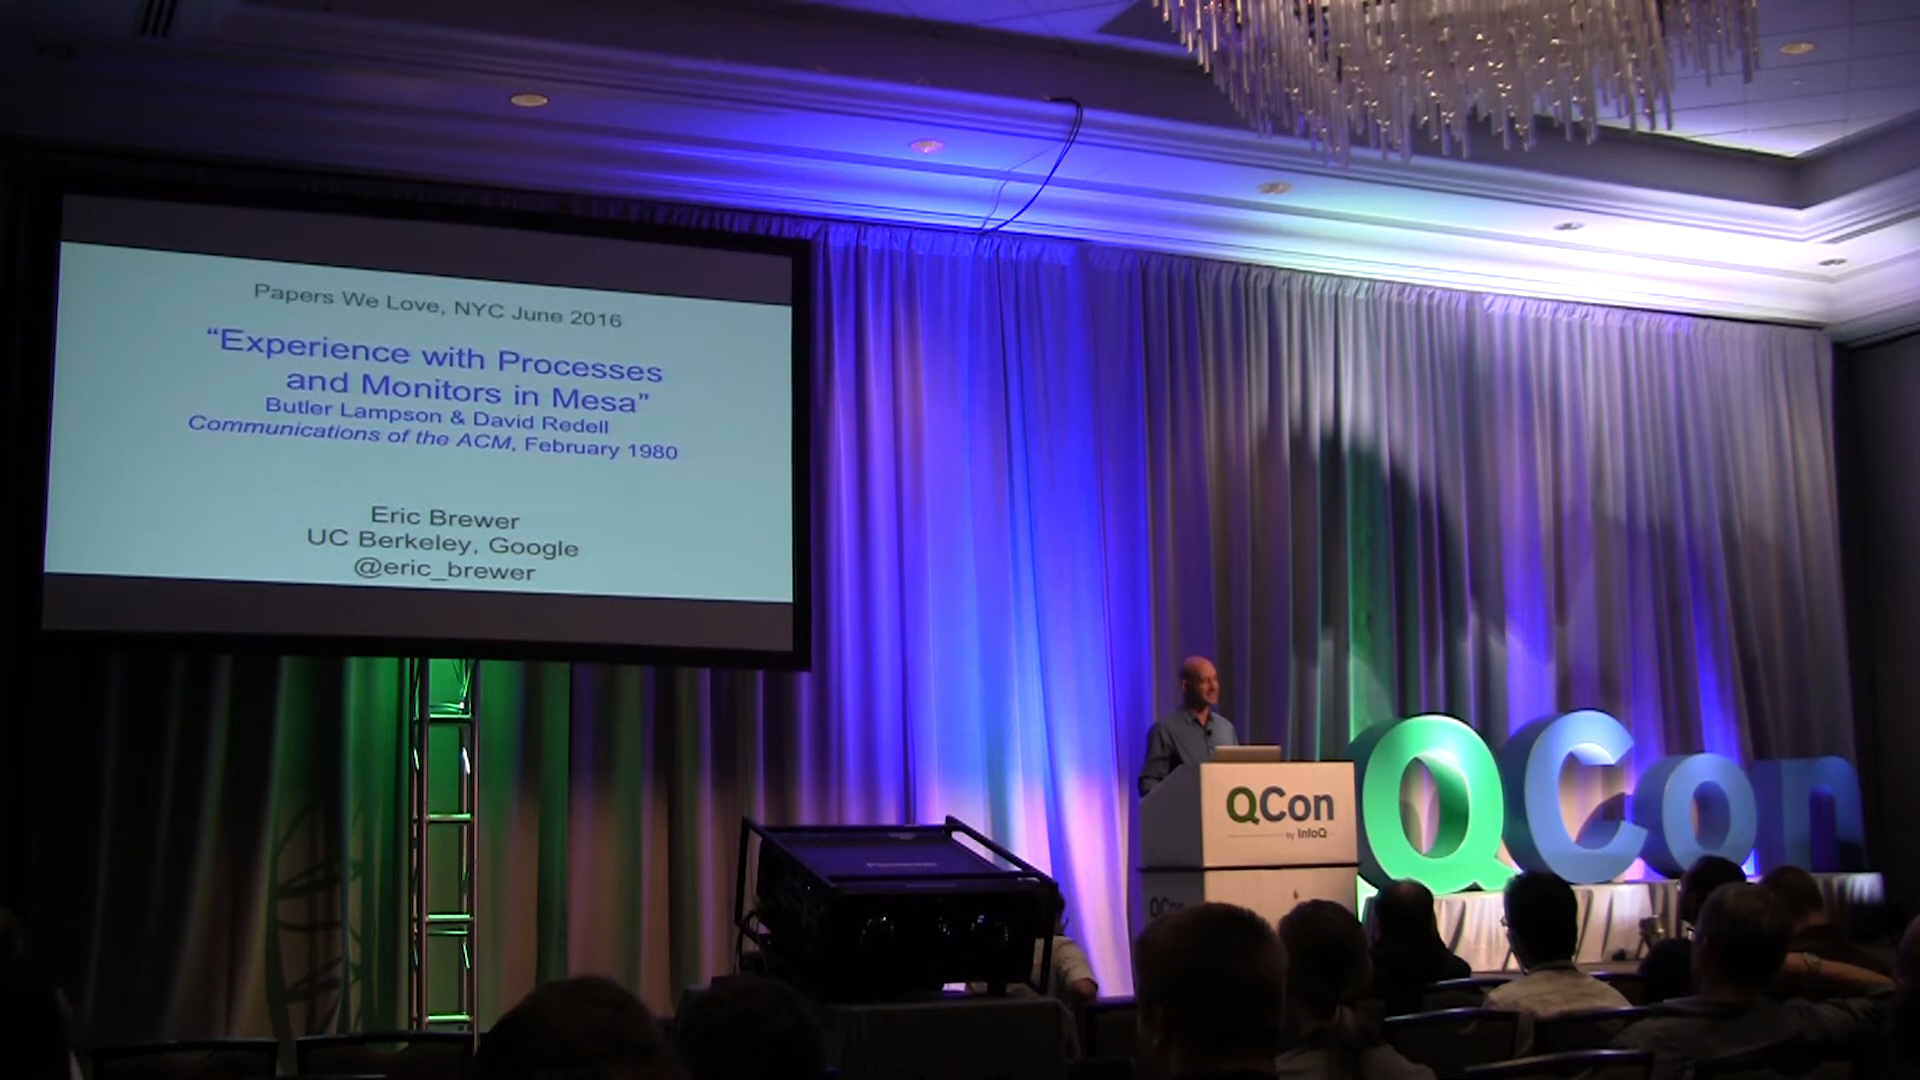 Papers We Love, NYC June 2016
“Experience with Processes
and Monitors in Mesa”
Butler Lampson & David Redell
Communications of the ACM, February 1980
Eric Brewer
UC Berkeley, Google
@eric_brewer
QCon
by InfoQ
QCon
QCon